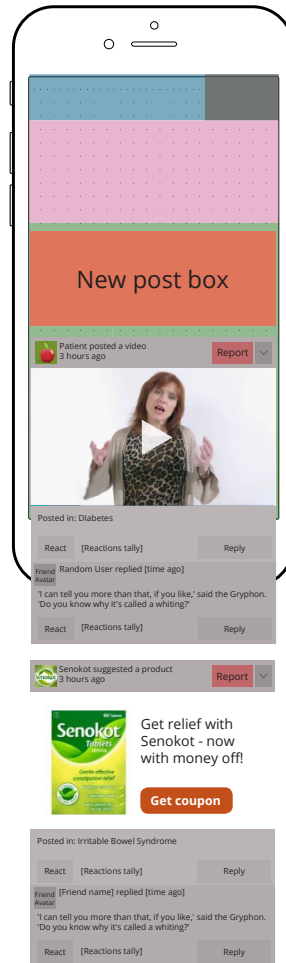 New post box
Patient posted a video
3 hours ago
Report
Posted in: DIabetes
React
[Reactions tally]
Reply
Friend
Avatar
Random User replied [time ago]
'I can tell you more than that, if you like,' said the Gryphon.
'Do you know why it's called a whiting?'
React
[Reactions tally]
Reply
Senokot
Senokot suggested a product
3 hours ago
Report
Senokot
Tablets
senna
Gentle effective
constipation relief
Get relief with
Senokot - now
with money off!
Get coupon
Posted in: Irritable Bowel Syndrome
React
[Reactions tally]
Reply
Friend
Avatar
[Friend name] replied [time ago]
'I can tell you more than that, if you like,' said the Gryphon.
'Do you know why it's called a whiting?'
React
[Reactions tally]
Reply